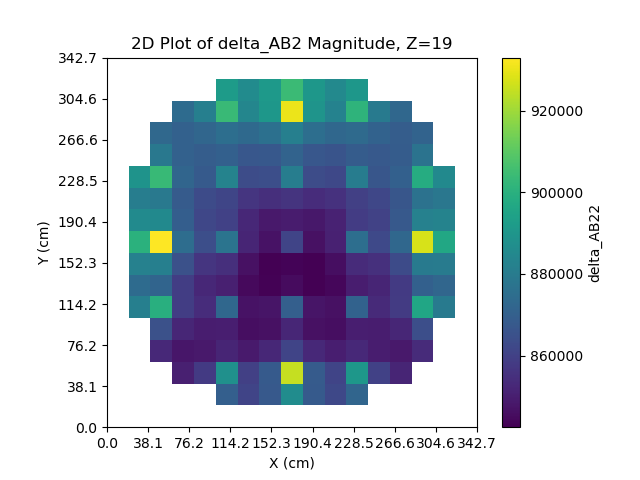 2D Plot of delta_AB2 Magnitude, Z=19
342.7
304.6
266.6
228.5
190.4
152.3
114.2
76.2
38.1
0.0
Y (cm)
0.0 38.1 76.2 114.2 152.3 190.4 228.5 266.6 304.6 342.7
X (cm)
920000
900000
880000
860000
delta_AB22